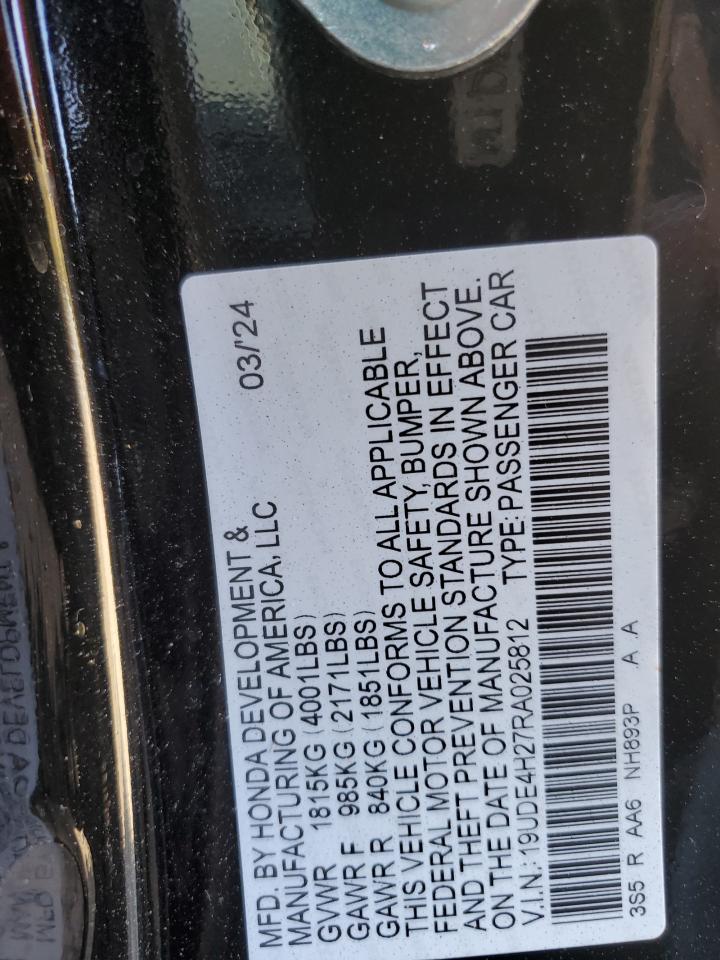 MFD. BY HONDA DEVELOPMENT &
MANUFACTURING OF AMERICA, LLC 03/'24
GVWR 1815KG (4001LBS)
GAWR F 985KG (2171LBS)
GAWR R 840KG (1851LBS)
THIS VEHICLE CONFORMS TO ALL APPLICABLE
FEDERAL MOTOR VEHICLE SAFETY, BUMPER,
AND THEFT PREVENTION STANDARDS IN EFFECT
ON THE DATE OF MANUFACTURE SHOWN ABOVE.
V.I.N.: 19UDE4H27RA025812 TYPE: PASSENGER CAR
3S5 R AA6 NH893P A A